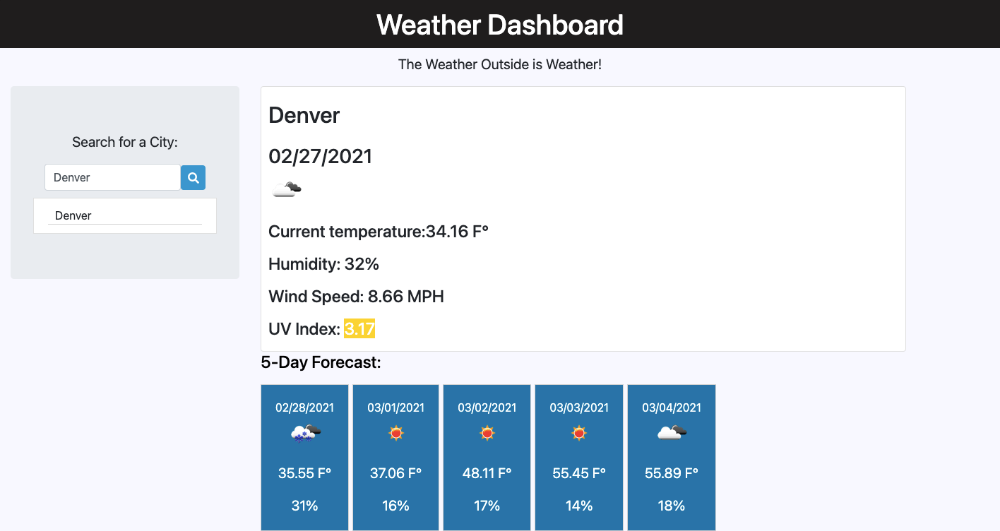 Weather Dashboard
The Weather Outside is Weather!
Search for a City:
Denver
Denver
Denver
02/27/2021
Current temperature:34.16 F°
Humidity: 32%
Wind Speed: 8.66 MPH
UV Index: 3.17
5-Day Forecast:
02/28/2021
35.55 F°
31%
03/01/2021
37.06 F°
16%
03/02/2021
48.11 F°
17%
03/03/2021
55.45 F°
14%
03/04/2021
55.89 F°
18%